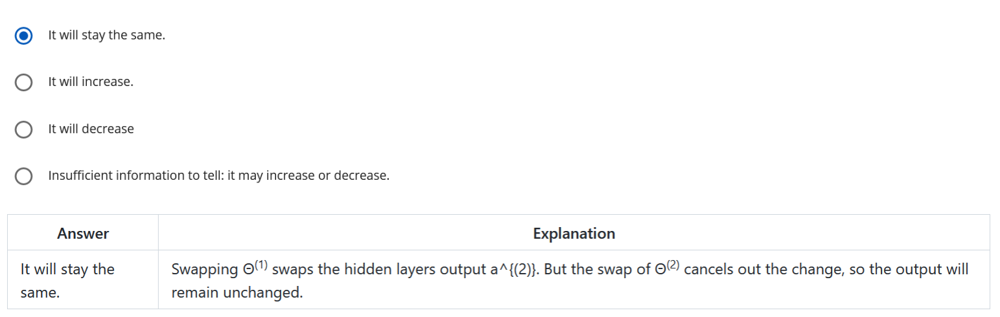 It will stay the same.
It will increase.
It will decrease
Insufficient information to tell: it may increase or decrease.
Answer
Explanation
It will stay the
same.
Swapping Θ⁽¹⁾ swaps the hidden layers output a^{(2)}. But the swap of Θ⁽²⁾ cancels out the change, so the output will
remain unchanged.